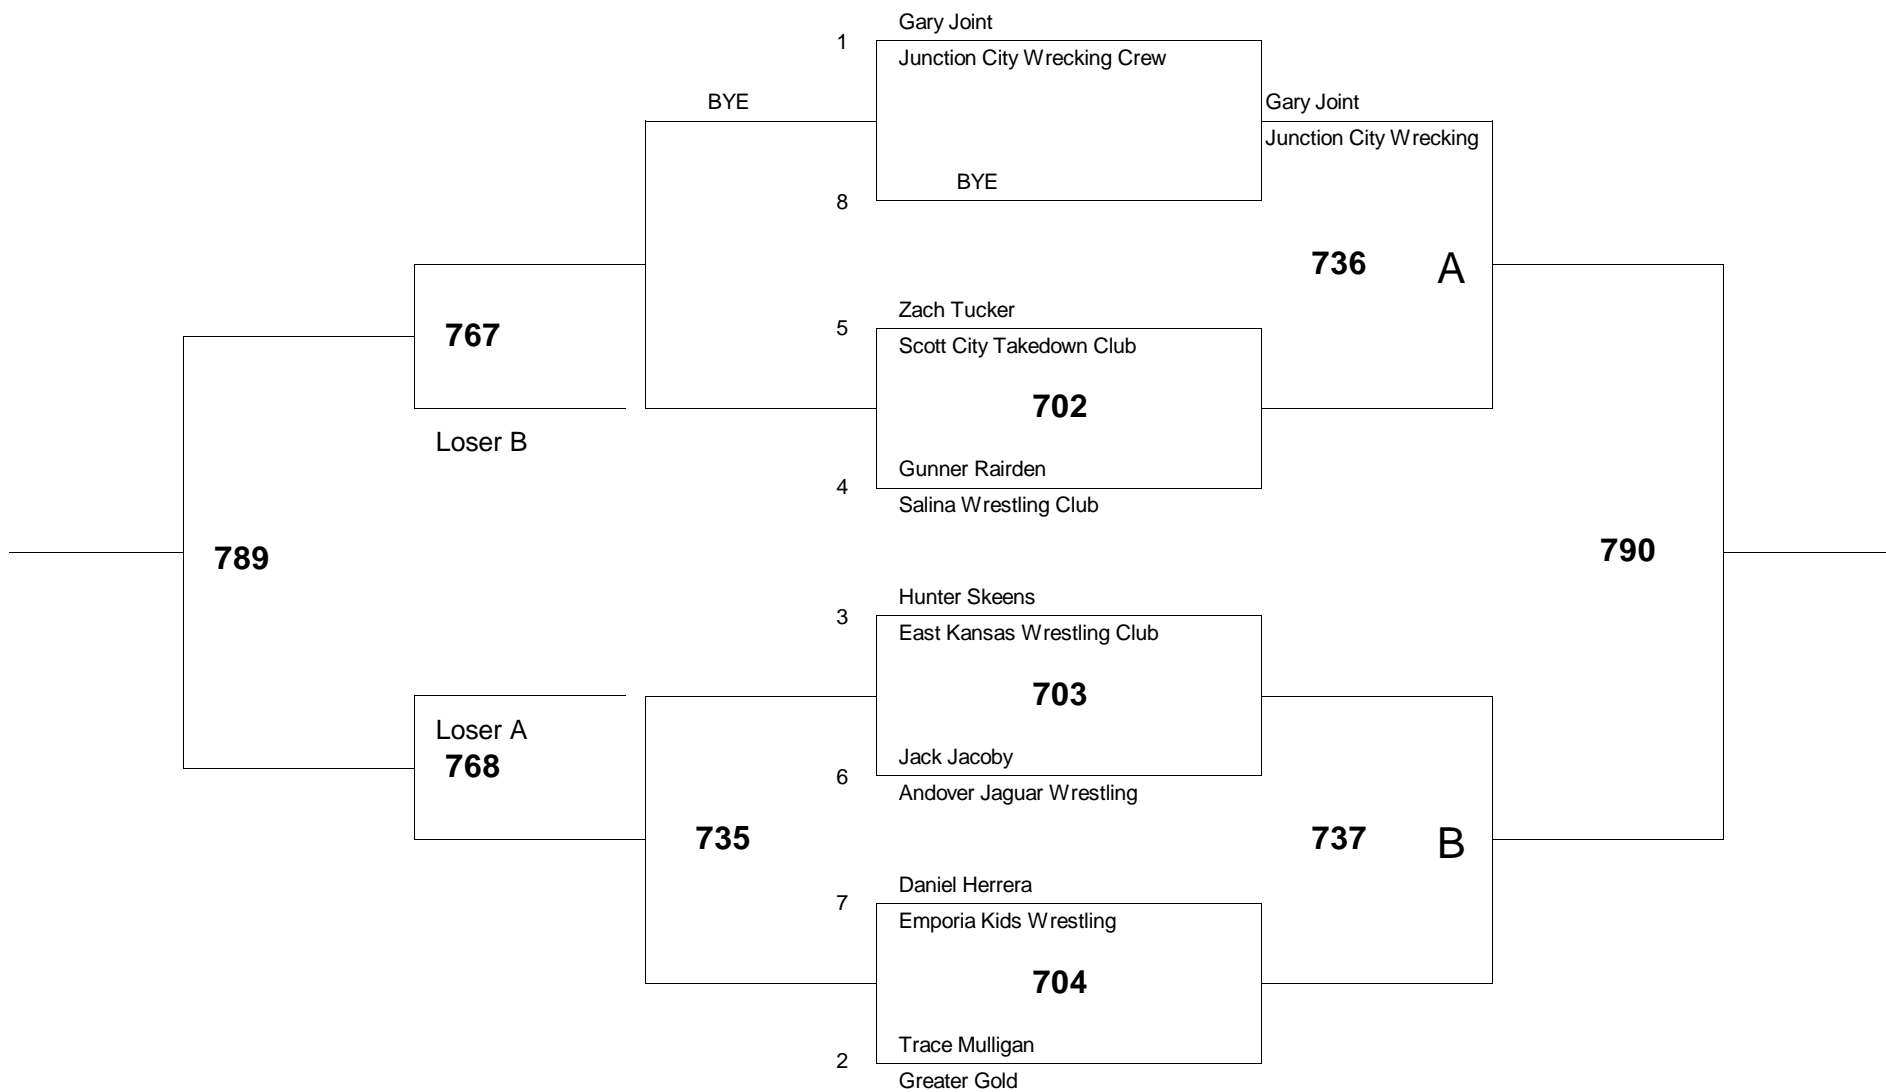 Gary Joint
1
Junction City Wrecking Crew
BYE
Gary Joint
Junction City Wrecking
BYE
8
736
A
Zach Tucker
5
767
Scott City Takedown Club
702
Loser B
Gunner Rairden
4
Salina Wrestling Club
789
790
Hunter Skeens
3
East Kansas Wrestling Club
703
Loser A
768
Jack Jacoby
6
Andover Jaguar Wrestling
735
737
B
Daniel Herrera
7
Emporia Kids Wrestling
704
Trace Mulligan
2
Greater Gold